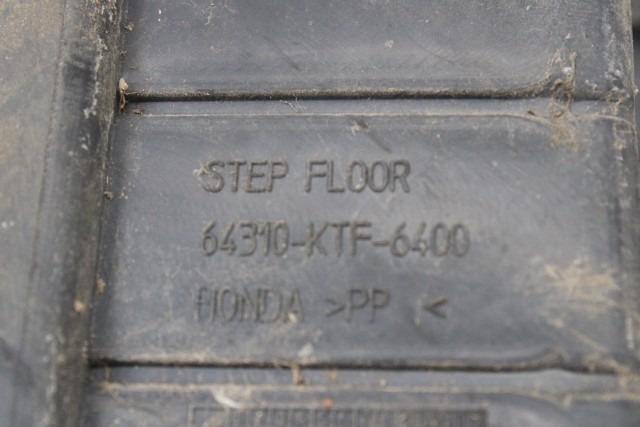 STEP FLOOR
64310-KTF-6400
HONDA >PP <